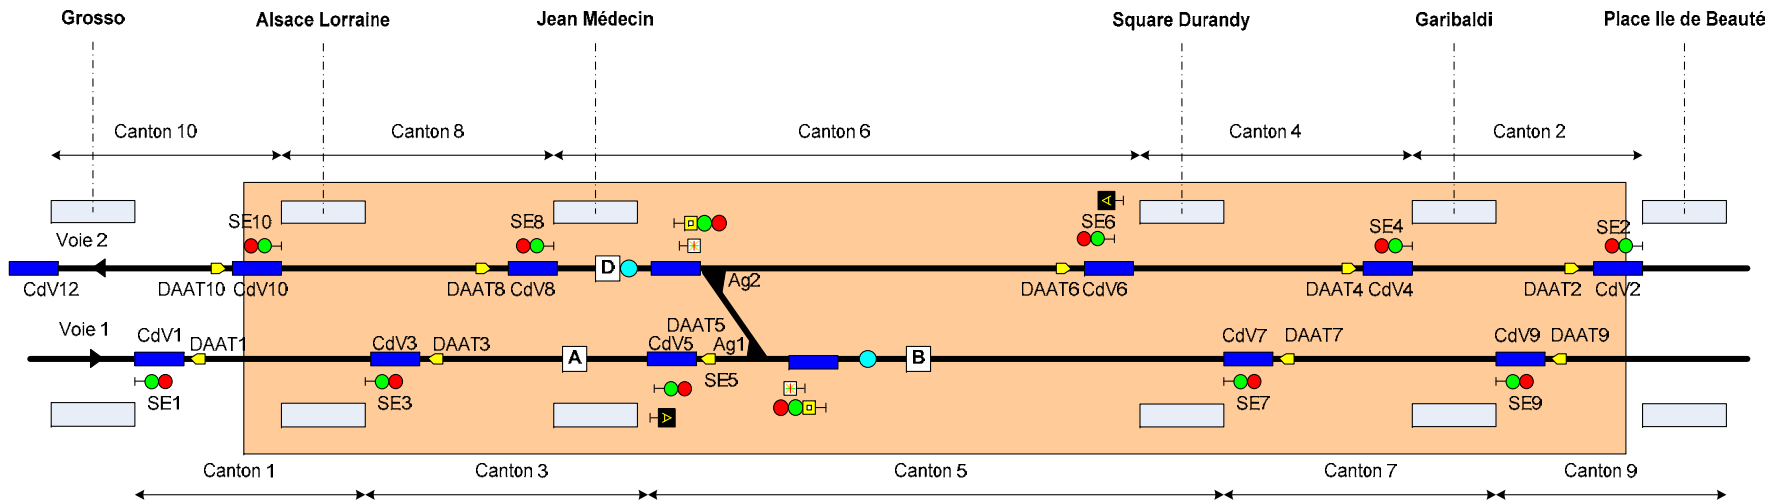 Grosso
Alsace Lorraine
Jean Médecin
Square Durandy
Garibaldi
Place Ile de Beauté
Canton 10
Canton 8
Canton 6
Canton 4
Canton 2
SE10
SE8
SE6
SE4
SE2
A
Voie 2
D
Ag2
CdV12
DAAT10
CdV10
DAAT8
CdV8
DAAT6
CdV6
DAAT4
CdV4
DAAT2
CdV2
Voie 1
CdV1
DAAT1
CdV3
DAAT3
A
DAAT5
CdV5
Ag1
B
CdV7
DAAT7
CdV9
DAAT9
SE1
SE3
SE5
SE7
SE9
A
Canton 1
Canton 3
Canton 5
Canton 7
Canton 9